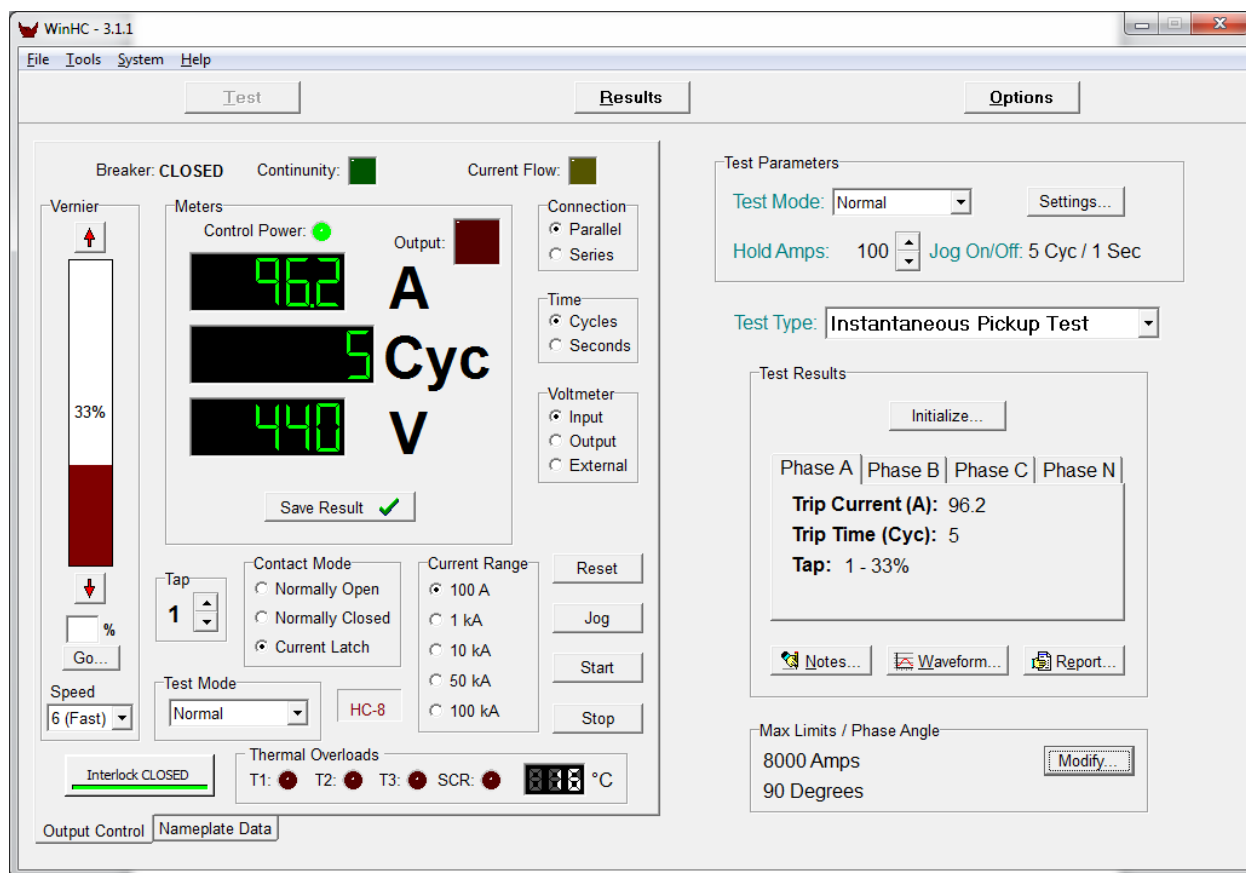 WinHC - 3.1.1
File Tools System Help
Test Results Options
Breaker: CLOSED Continunity: Current Flow:
Vernier
33%
%
Go...
Speed
6 (Fast)
Meters
Control Power: Output:
96.2 A
5 Cyc
440 V
Save Result
Connection
Parallel
Series
Time
Cycles
Seconds
Voltmeter
Input
Output
External
Tap
1
Contact Mode
Normally Open
Normally Closed
Current Latch
Test Mode
Normal
HC-8
Current Range
100 A
1 kA
10 kA
50 kA
100 kA
Reset
Jog
Start
Stop
Interlock CLOSED
Thermal Overloads
T1: T2: T3: SCR: 18 °C
Output Control Nameplate Data
Test Parameters
Test Mode: Normal Settings...
Hold Amps: 100 Jog On/Off: 5 Cyc / 1 Sec
Test Type: Instantaneous Pickup Test
Test Results
Initialize...
Phase A Phase B Phase C Phase N
Trip Current (A): 96.2
Trip Time (Cyc): 5
Tap: 1 - 33%
Notes... Waveform... Report...
Max Limits / Phase Angle
8000 Amps
90 Degrees
Modify...